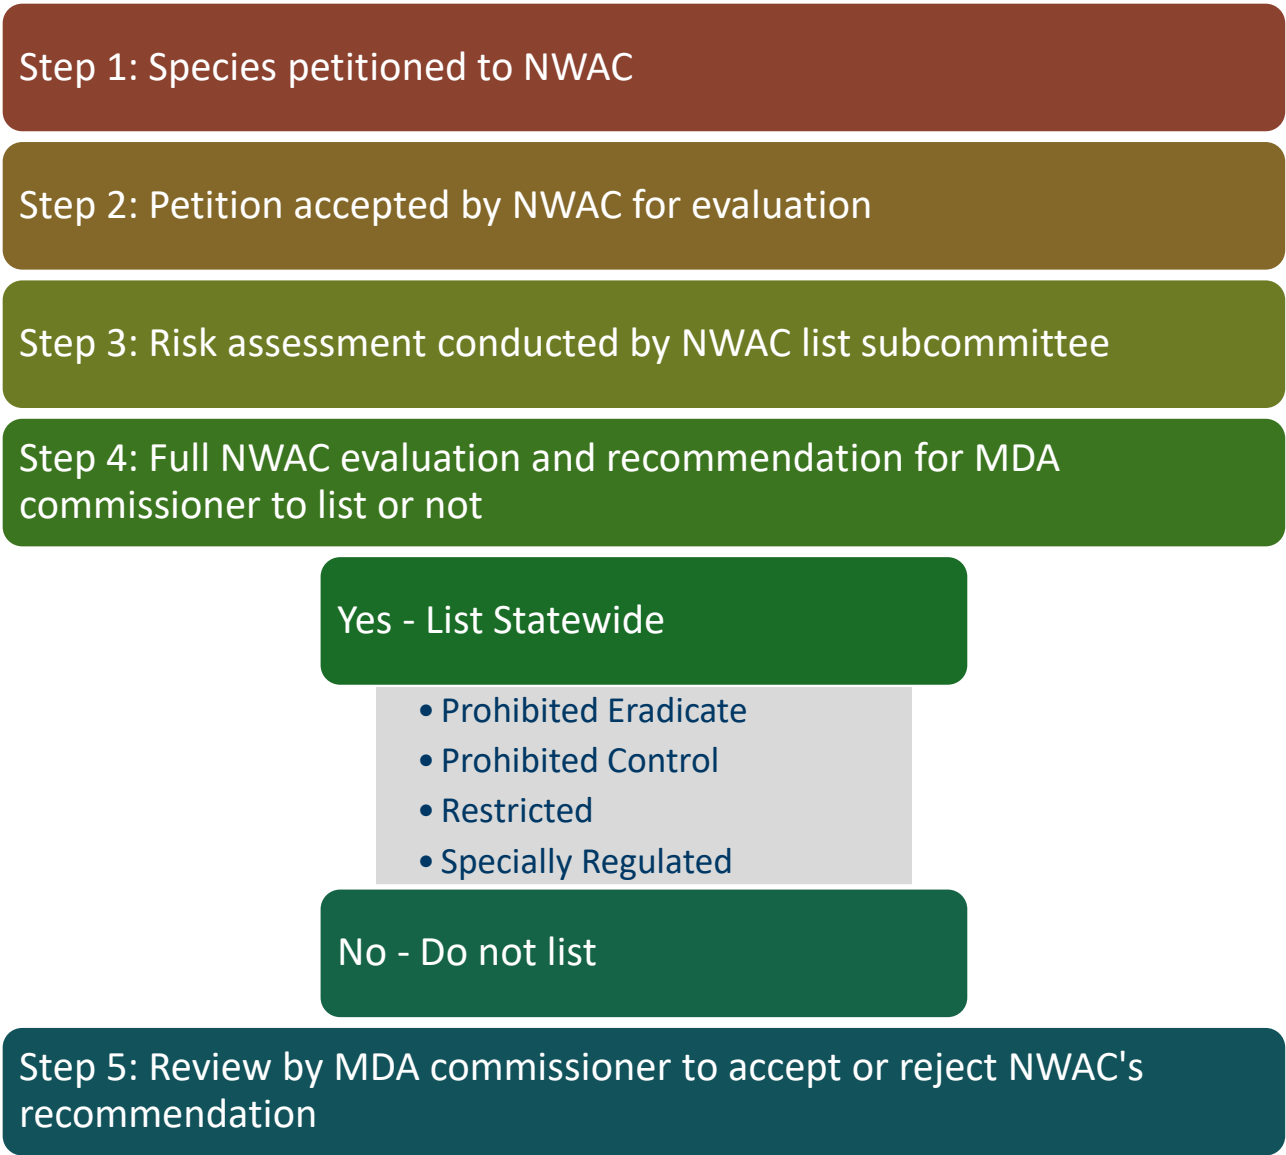 Step 1: Species petitioned to NWAC
Step 2: Petition accepted by NWAC for evaluation
Step 3: Risk assessment conducted by NWAC list subcommittee
Step 4: Full NWAC evaluation and recommendation for MDA
commissioner to list or not
Yes - List Statewide
• Prohibited Eradicate
• Prohibited Control
• Restricted
• Specially Regulated
No - Do not list
Step 5: Review by MDA commissioner to accept or reject NWAC's
recommendation